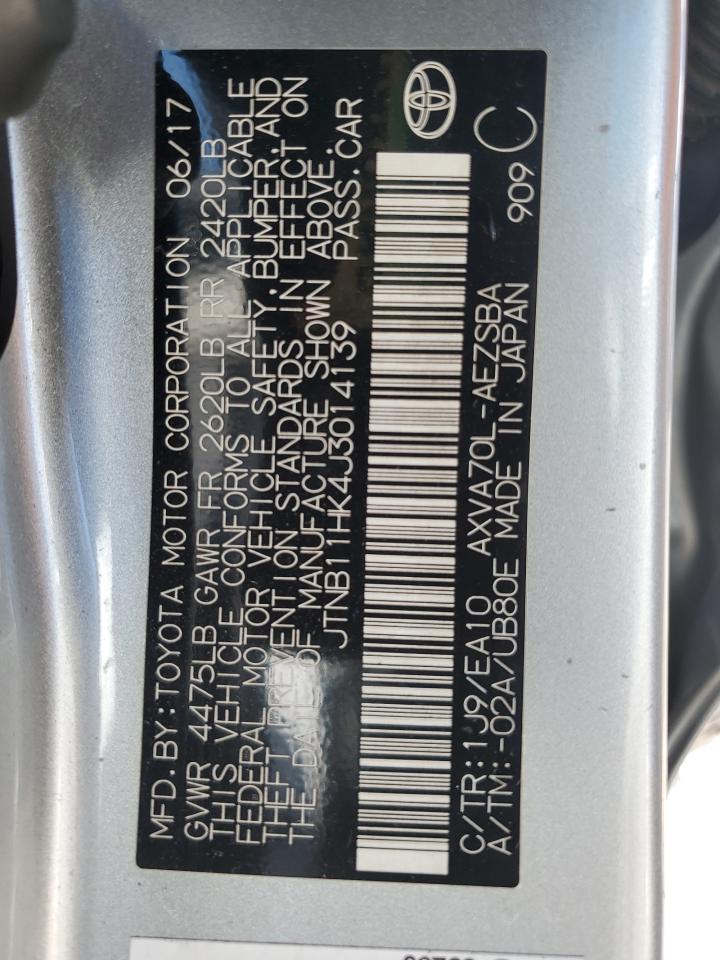 MFD.BY:TOYOTA MOTOR CORPORATION 06/17
GVWR 4475LB GAWR FR 2620LB RR 2420LB
THIS VEHICLE CONFORMS TO ALL APPLICABLE
FEDERAL MOTOR VEHICLE SAFETY, BUMPER, AND
THEFT PREVENTION STANDARDS IN EFFECT ON
THE DATE OF MANUFACTURE SHOWN ABOVE.
JTNB11HK4J3014139 PASS.CAR
C/TR:1J9/EA10 AXVA70L-AEZSBA 909 C
A/TM:-02A/UB80E MADE IN JAPAN